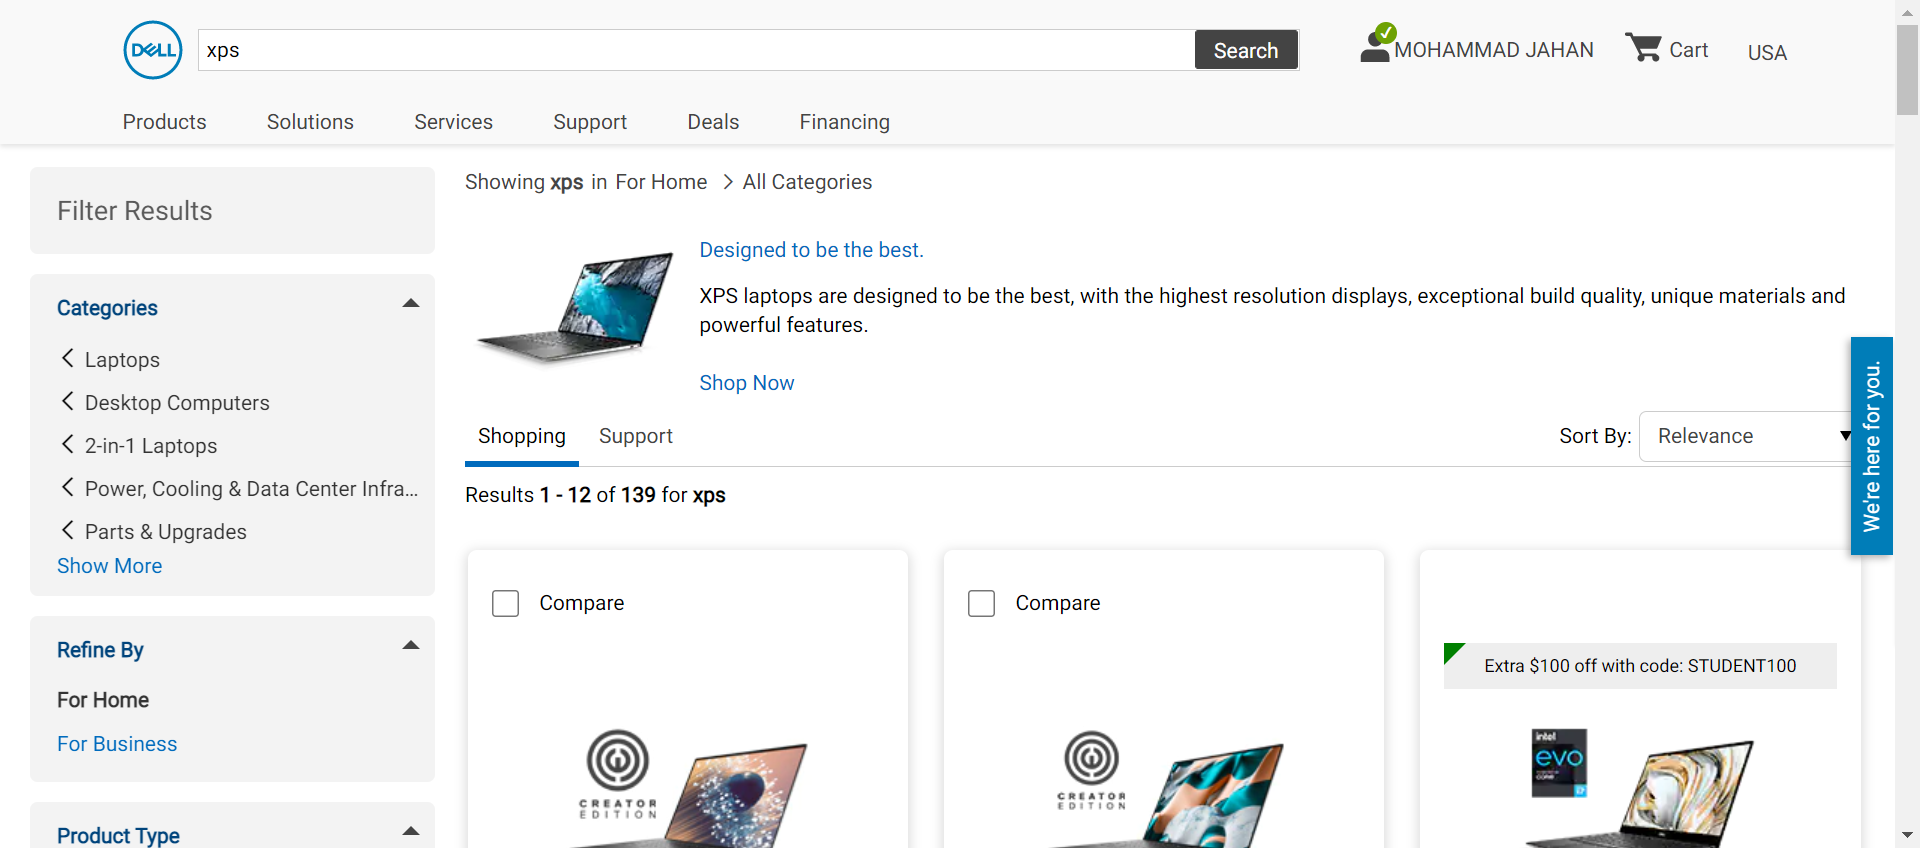 DELL
xps
Search
MOHAMMAD JAHAN
Cart
USA
Products
Solutions
Services
Support
Deals
Financing
Filter Results
Categories
Laptops
Desktop Computers
2-in-1 Laptops
Power, Cooling & Data Center Infra...
Parts & Upgrades
Show More
Refine By
For Home
For Business
Product Type
Showing xps in For Home > All Categories
Designed to be the best.
XPS laptops are designed to be the best, with the highest resolution displays, exceptional build quality, unique materials and
powerful features.
Shop Now
Shopping
Support
Sort By:
Relevance
We're here for you.
Results 1 - 12 of 139 for xps
Compare
CREATOR
EDITION
Compare
CREATOR
EDITION
Extra $100 off with code: STUDENT100
intel
evo
CORE
i7